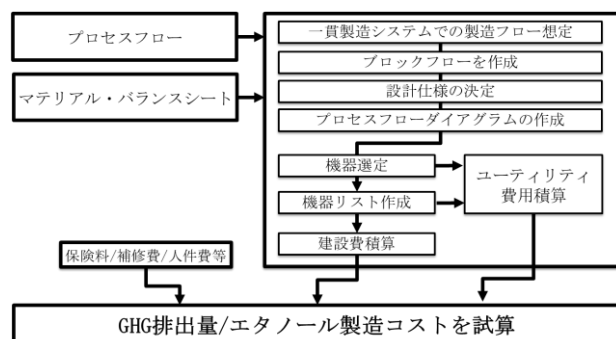 プロセスフロー
マテリアル・バランスシート
一貫製造システムでの製造フロー想定
ブロックフローを作成
設計仕様の決定
プロセスフローダイアグラムの作成
機器選定
機器リスト作成
建設費積算
ユーティリティ
費用積算
保険料/補修費/人件費等
GHG排出量/エタノール製造コストを試算